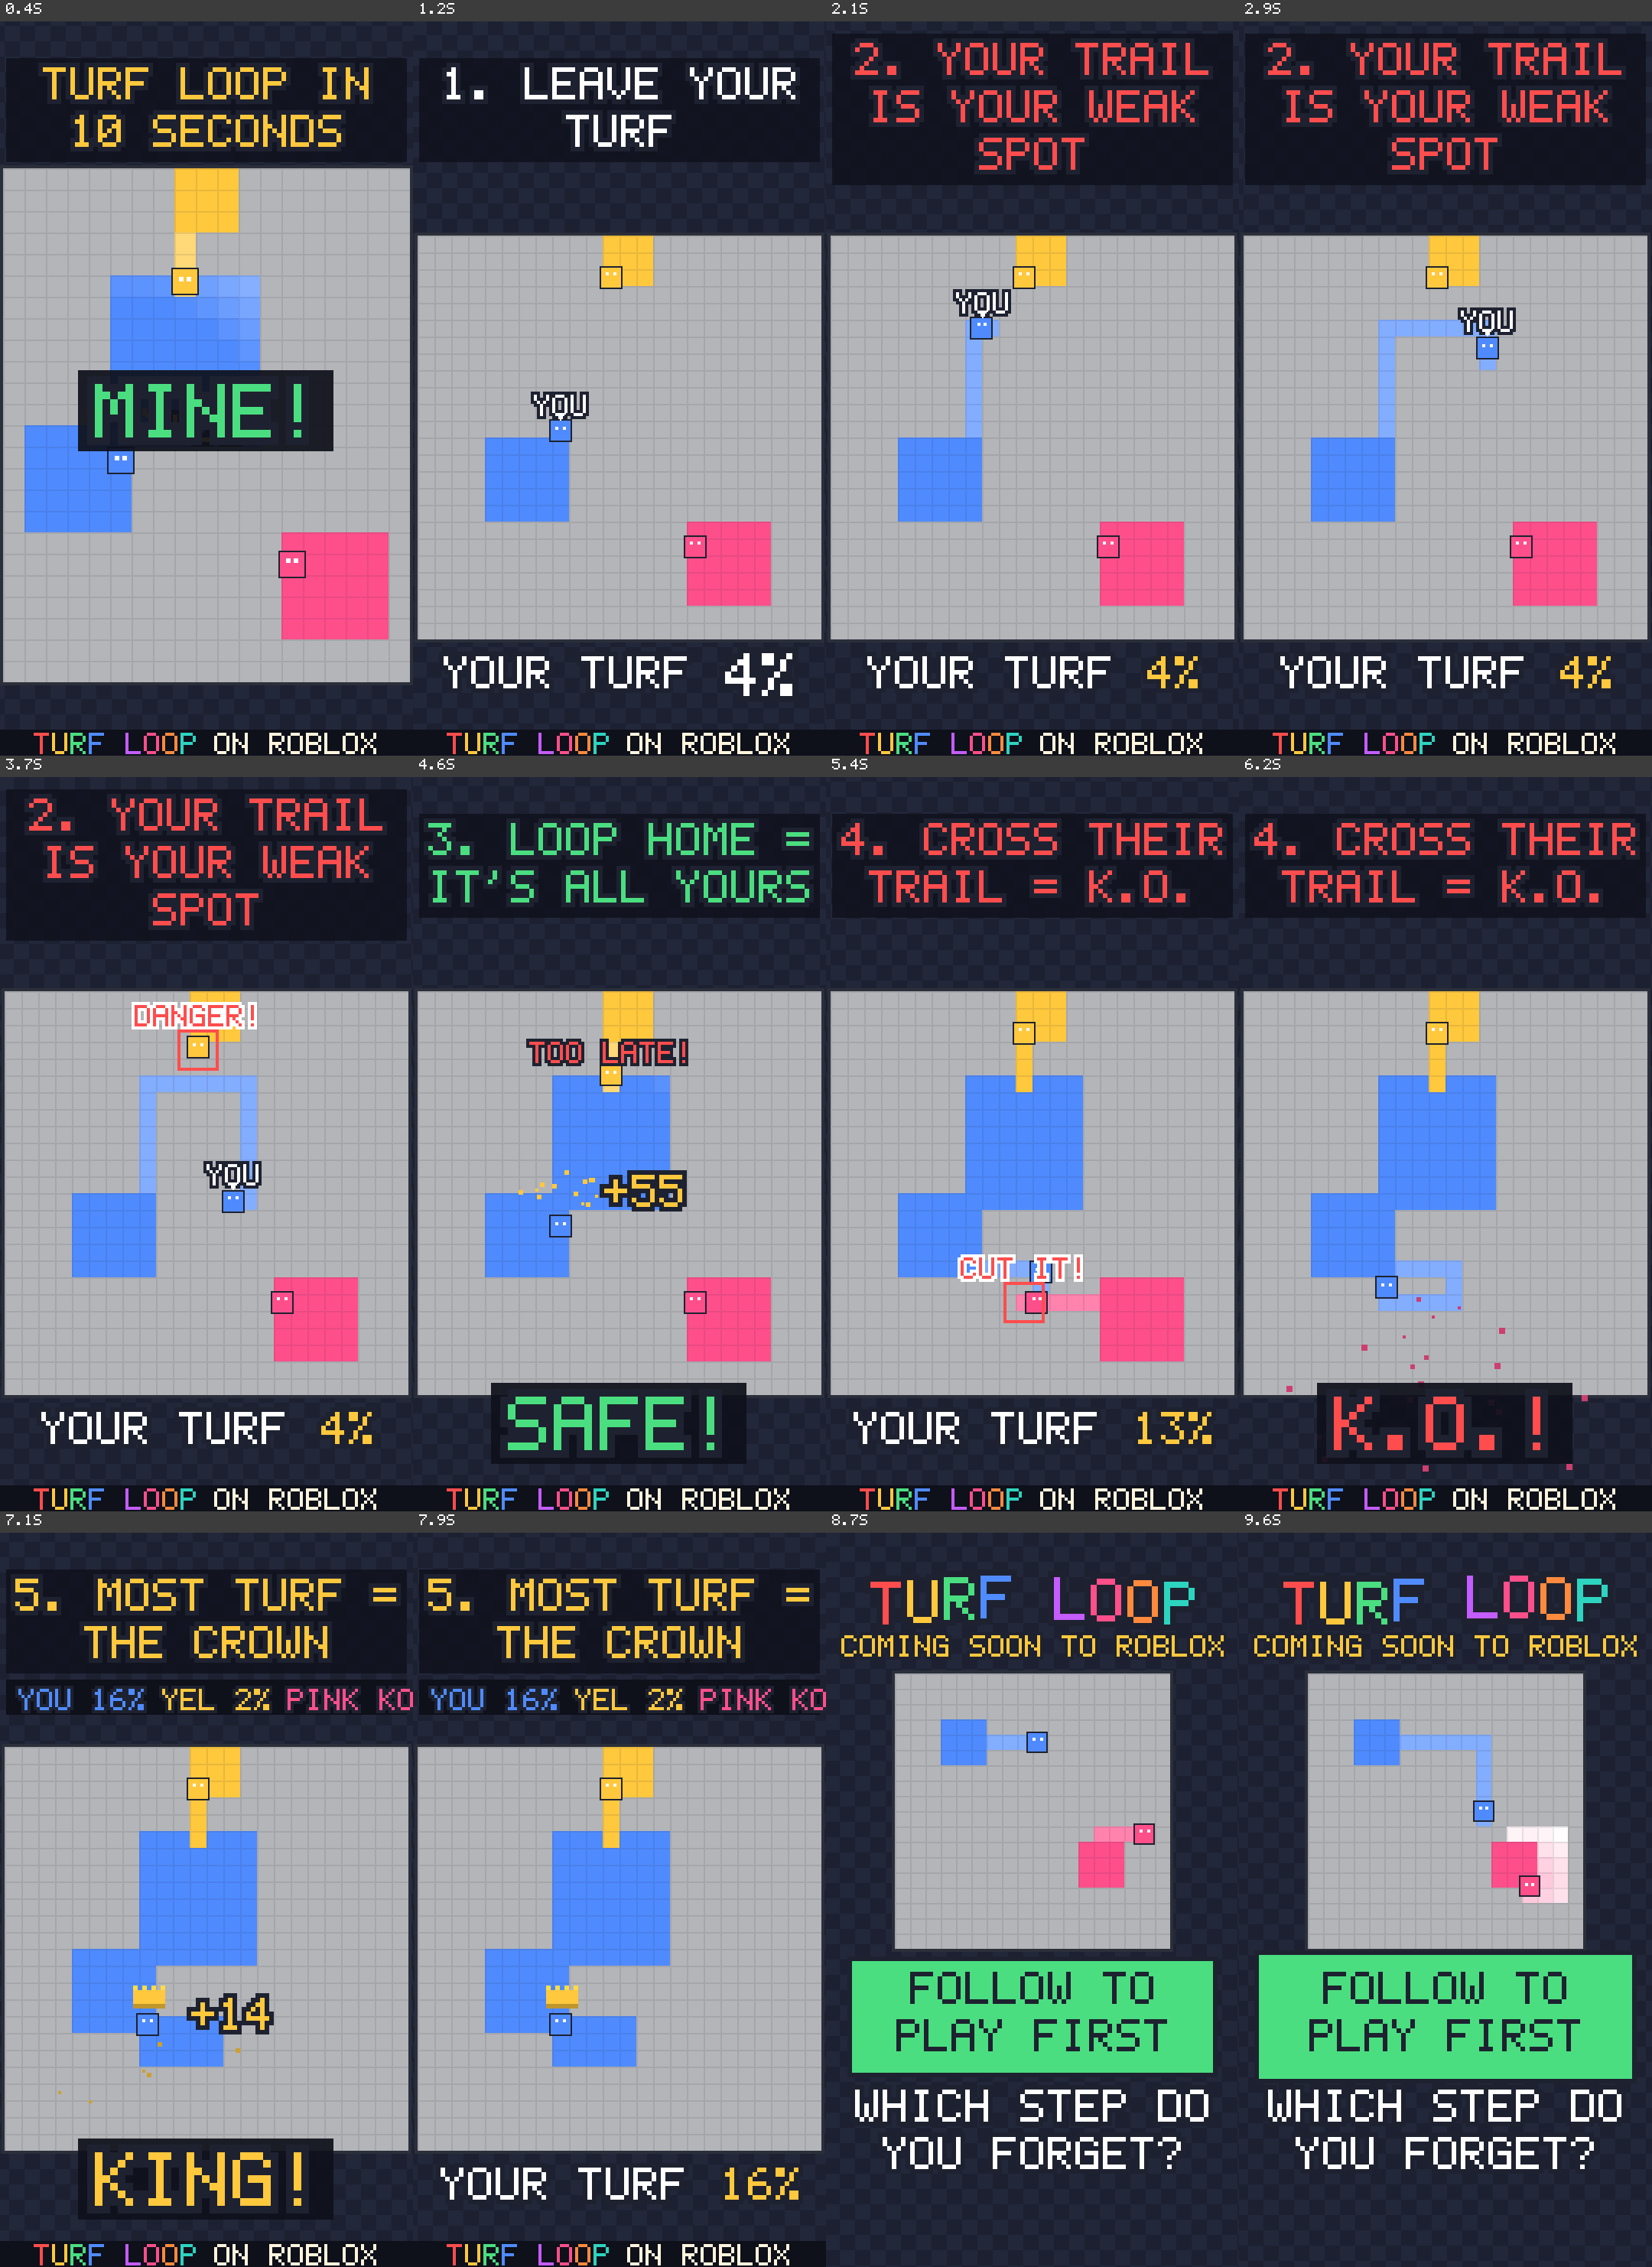 0.4S
TURF LOOP IN
10 SECONDS
MINE!
TURF LOOP ON ROBLOX
1.2S
1. LEAVE YOUR
TURF
YOU
YOUR TURF 4%
TURF LOOP ON ROBLOX
2.1S
2. YOUR TRAIL
IS YOUR WEAK
SPOT
YOU
YOUR TURF 4%
TURF LOOP ON ROBLOX
2.9S
2. YOUR TRAIL
IS YOUR WEAK
SPOT
YOU
YOUR TURF 4%
TURF LOOP ON ROBLOX
3.7S
2. YOUR TRAIL
IS YOUR WEAK
SPOT
DANGER!
YOU
YOUR TURF 4%
TURF LOOP ON ROBLOX
4.6S
3. LOOP HOME =
IT'S ALL YOURS
TOO LATE!
+55
SAFE!
TURF LOOP ON ROBLOX
5.4S
4. CROSS THEIR
TRAIL = K.O.
CUT IT!
YOUR TURF 13%
TURF LOOP ON ROBLOX
6.2S
4. CROSS THEIR
TRAIL = K.O.
K.O.!
TURF LOOP ON ROBLOX
7.1S
5. MOST TURF =
THE CROWN
YOU 16% YEL 2% PINK KO
+14
KING!
TURF LOOP ON ROBLOX
7.9S
5. MOST TURF =
THE CROWN
YOU 16% YEL 2% PINK KO
YOUR TURF 16%
TURF LOOP ON ROBLOX
8.7S
TURF LOOP
COMING SOON TO ROBLOX
FOLLOW TO
PLAY FIRST
WHICH STEP DO
YOU FORGET?
9.6S
TURF LOOP
COMING SOON TO ROBLOX
FOLLOW TO
PLAY FIRST
WHICH STEP DO
YOU FORGET?